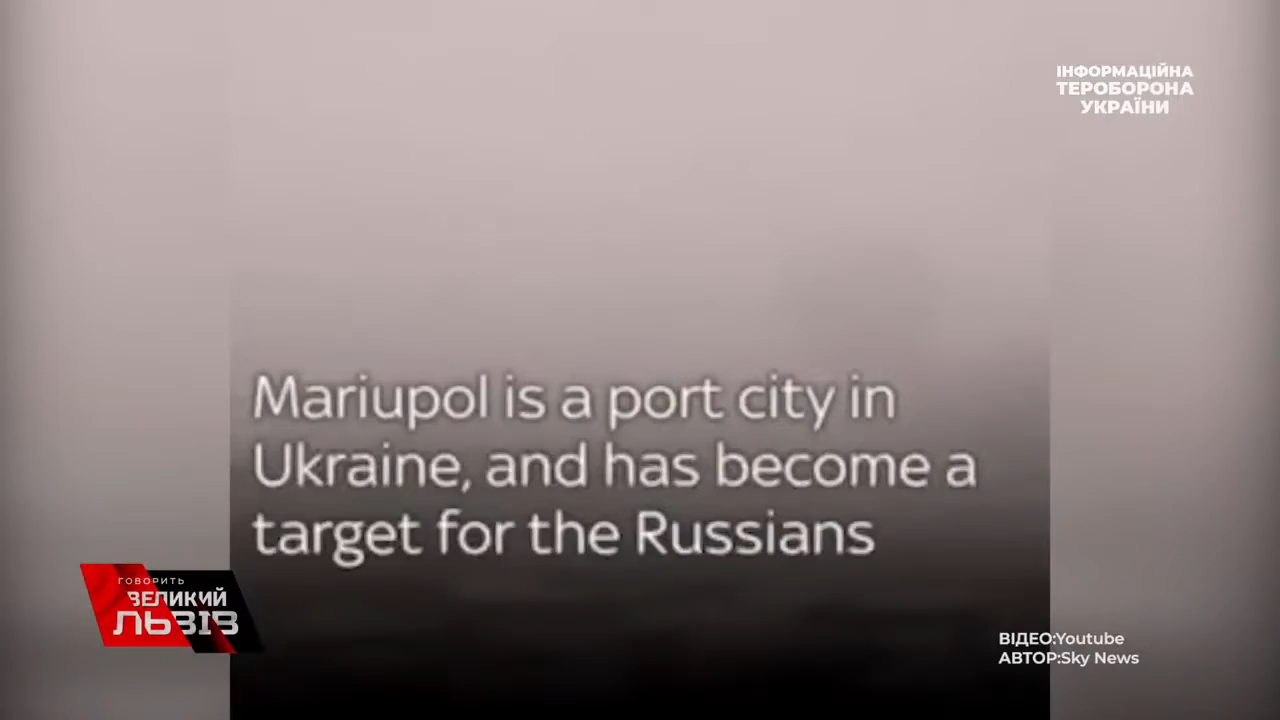 ІНФОРМАЦІЙНА
ТЕРОБОРОНА
УКРАЇНИ
Mariupol is a port city in
Ukraine, and has become a
target for the Russians
ГОВОРИТЬ
ВЕЛИКИЙ
ЛЬВІВ
ВІДЕО:Youtube
АВТОР:Sky News